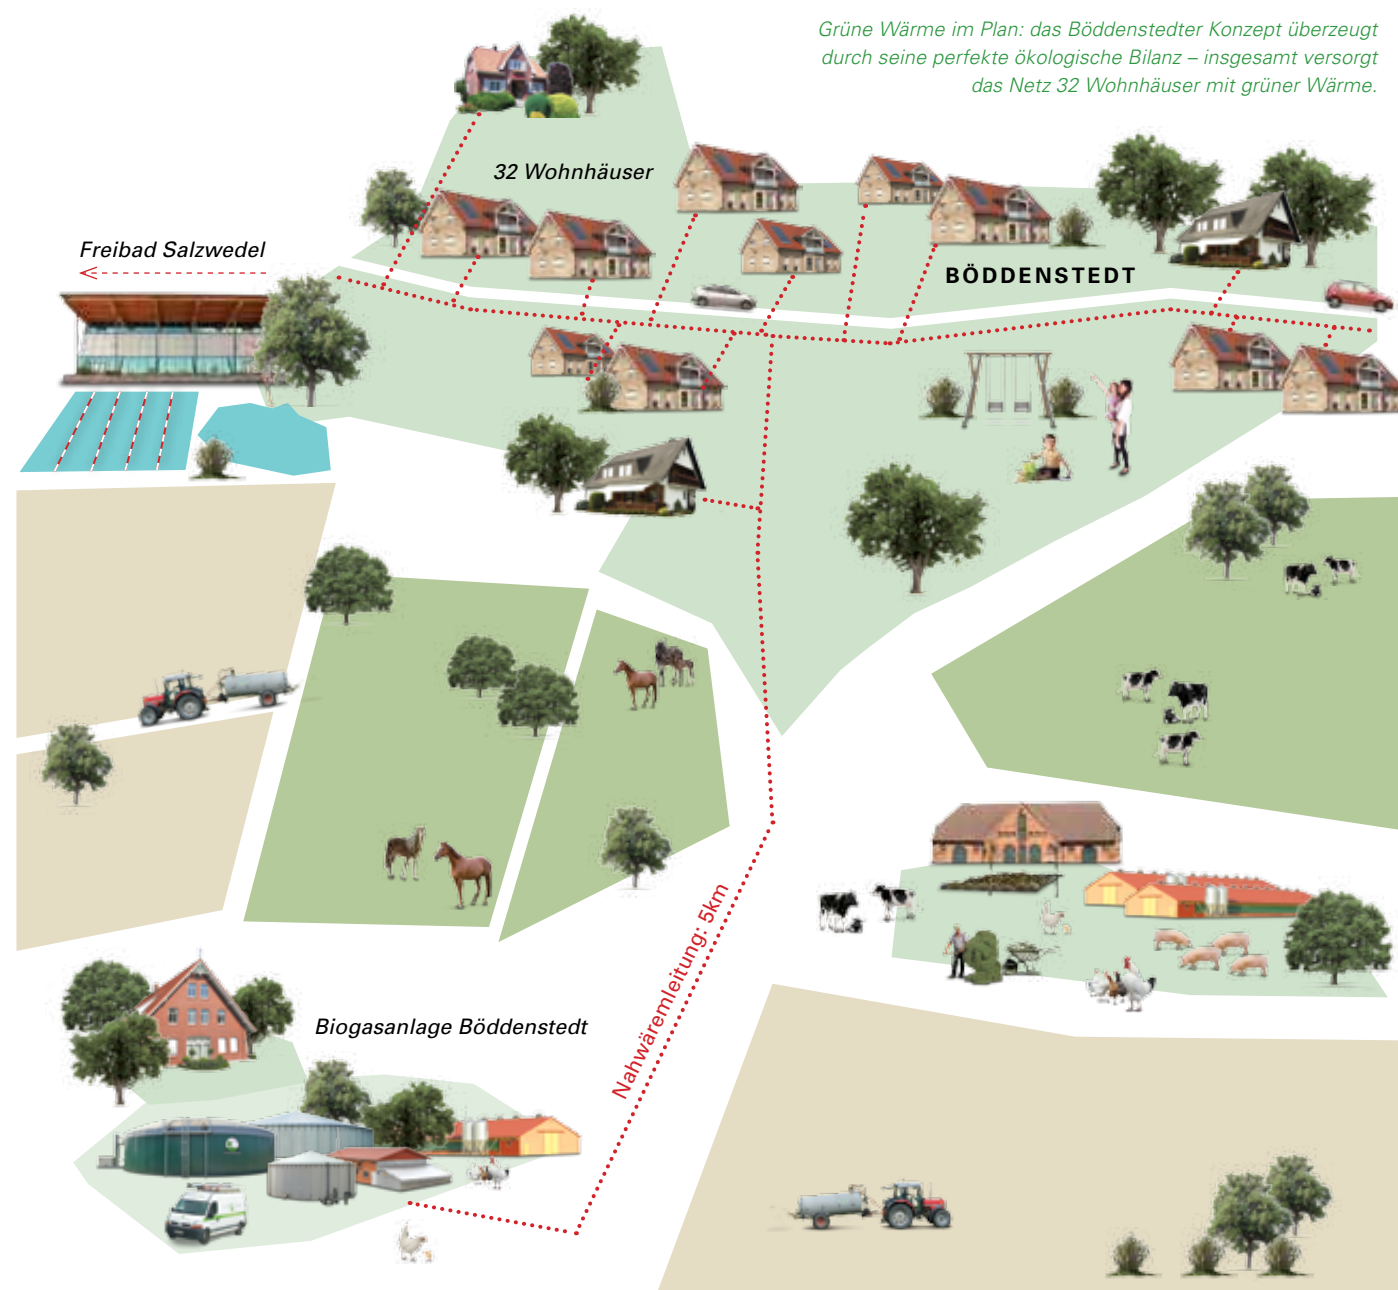 Grüne Wärme im Plan: das Böddenstedter Konzept überzeugt
durch seine perfekte ökologische Bilanz – insgesamt versorgt
das Netz 32 Wohnhäuser mit grüner Wärme.
32 Wohnhäuser
Freibad Salzwedel
BÖDDENSTEDT
Nahwäremleitung: 5km
Biogasanlage Böddenstedt